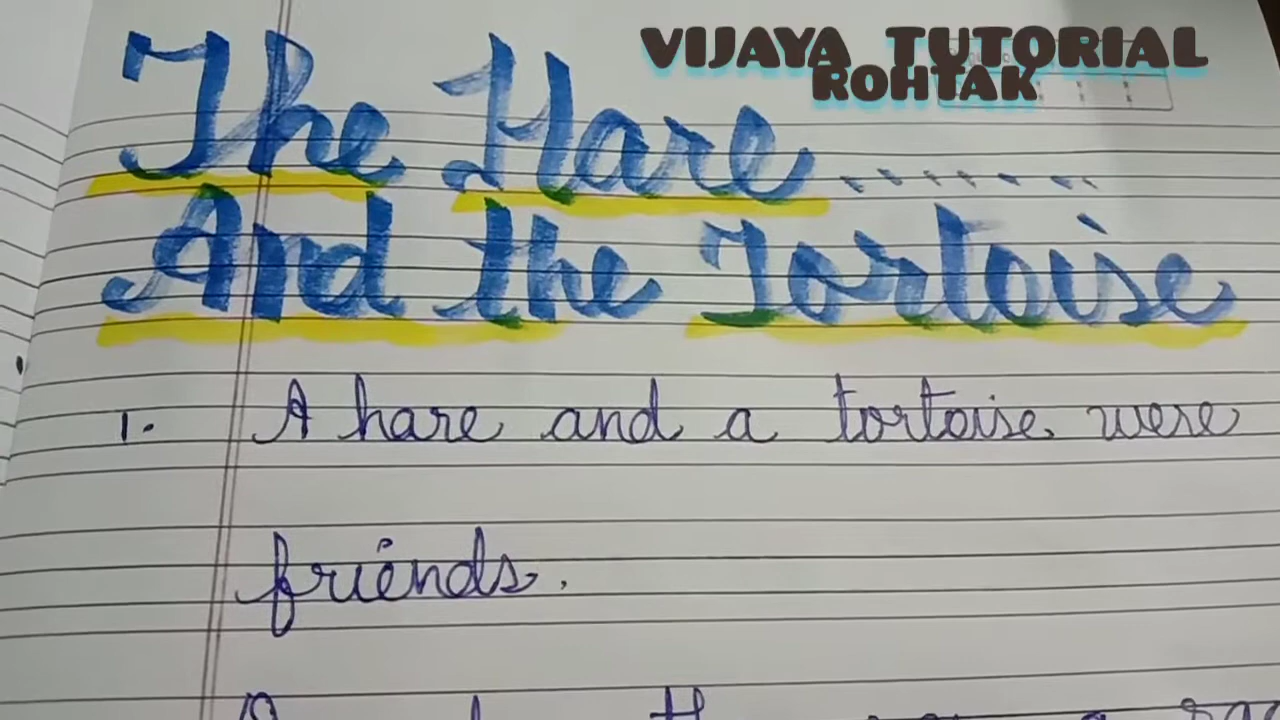 VIJAYA TUTORIAL
ROHTAK
The Hare.......
And the Tortoise
1. A hare and a tortoise were
friends.